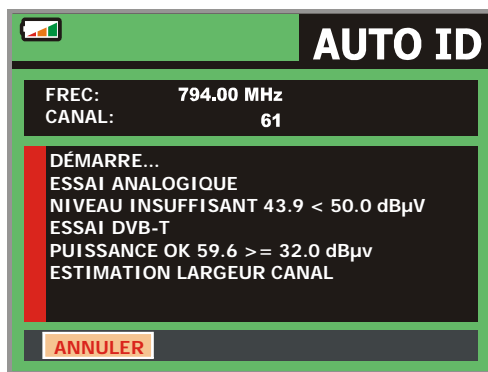 AUTO ID
FREC: 794.00 MHz
CANAL: 61
DÉMARRE...
ESSAI ANALOGIQUE
NIVEAU INSUFFISANT 43.9 < 50.0 dBµV
ESSAI DVB-T
PUISSANCE OK 59.6 >= 32.0 dBµv
ESTIMATION LARGEUR CANAL
ANNULER